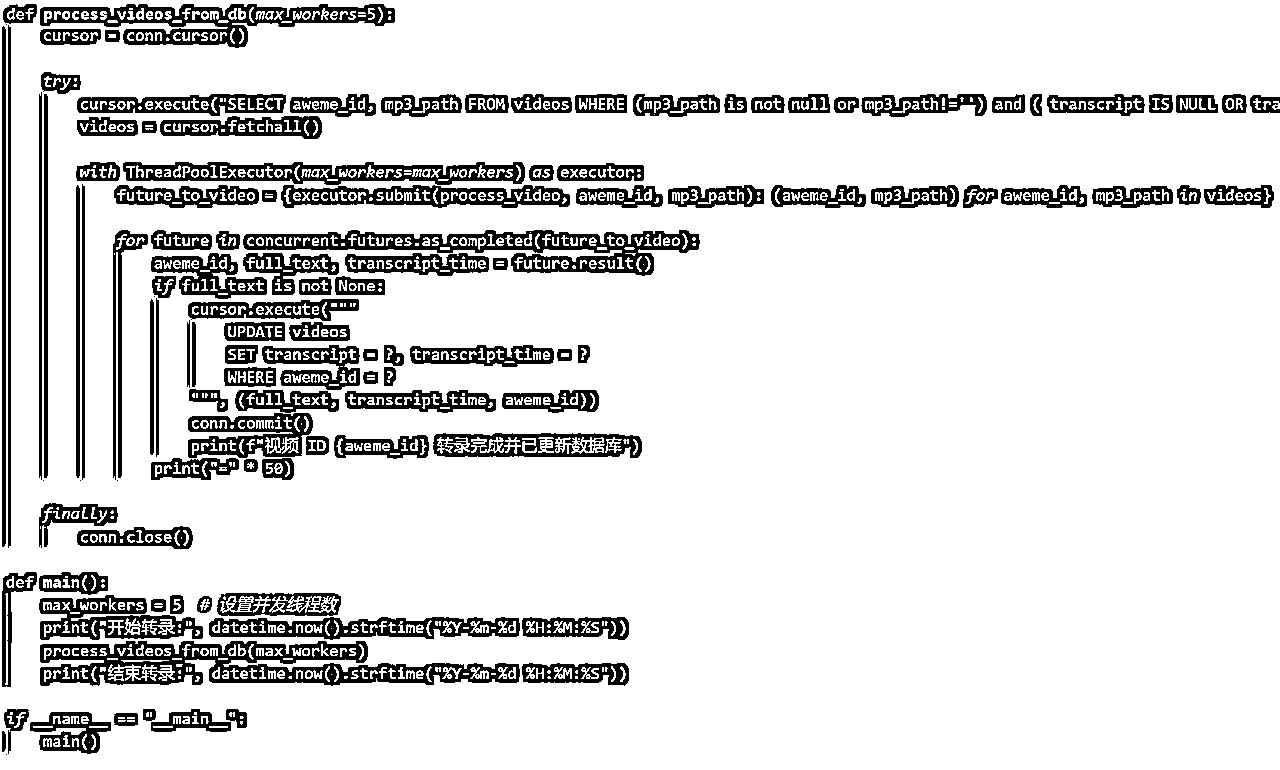 def process_videos_from_db(max_workers=5):
    cursor = conn.cursor()
    try:
        cursor.execute("SELECT aweme_id, mp3_path FROM videos WHERE (mp3_path is not null or mp3_path!='') and ( transcript IS NULL OR tra
        videos = cursor.fetchall()
        with ThreadPoolExecutor(max_workers=max_workers) as executor:
            future_to_video = {executor.submit(process_video, aweme_id, mp3_path): (aweme_id, mp3_path) for aweme_id, mp3_path in videos}
            for future in concurrent.futures.as_completed(future_to_video):
                aweme_id, full_text, transcript_time = future.result()
                if full_text is not None:
                    cursor.execute("""
                        UPDATE videos
                        SET transcript = ?, transcript_time = ?
                        WHERE aweme_id = ?
                    """, (full_text, transcript_time, aweme_id))
                    conn.commit()
                    print(f"视频 ID {aweme_id} 转录完成并已更新数据库")
                print("=" * 50)
    finally:
        conn.close()
def main():
    max_workers = 5  # 设置并发线程数
    print("开始转录:", datetime.now().strftime("%Y-%m-%d %H:%M:%S"))
    process_videos_from_db(max_workers)
    print("结束转录:", datetime.now().strftime("%Y-%m-%d %H:%M:%S"))
if __name__ == "__main__":
    main()